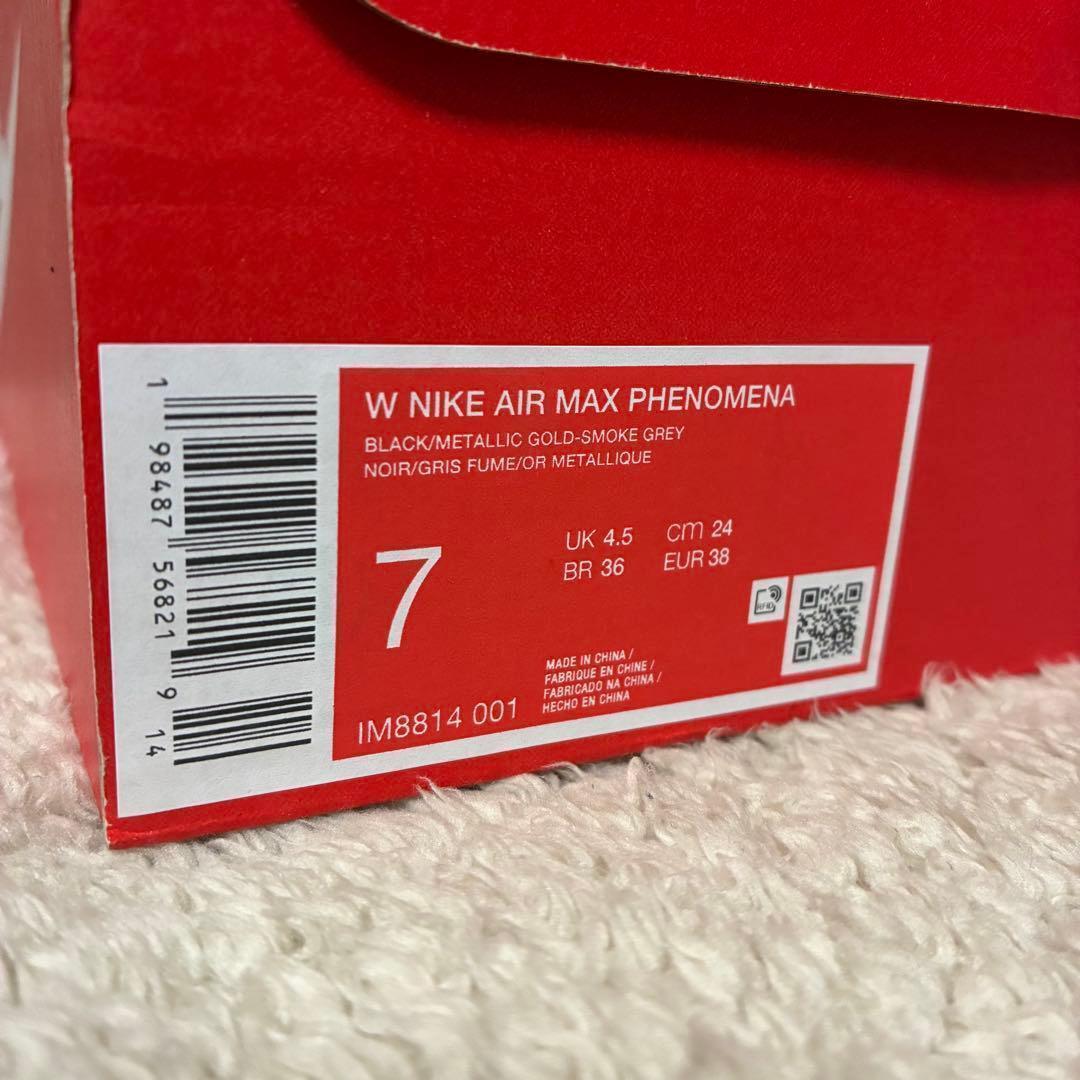 W NIKE AIR MAX PHENOMENA
BLACK/METALLIC GOLD-SMOKE GREY
NOIR/GRIS FUME/OR METALLIQUE
7
UK 4.5 cm 24
BR 36 EUR 38
RFID
MADE IN CHINA /
FABRIQUE EN CHINE /
FABRICADO NA CHINA /
HECHO EN CHINA
IM8814 001
1 98487 56821 9 14